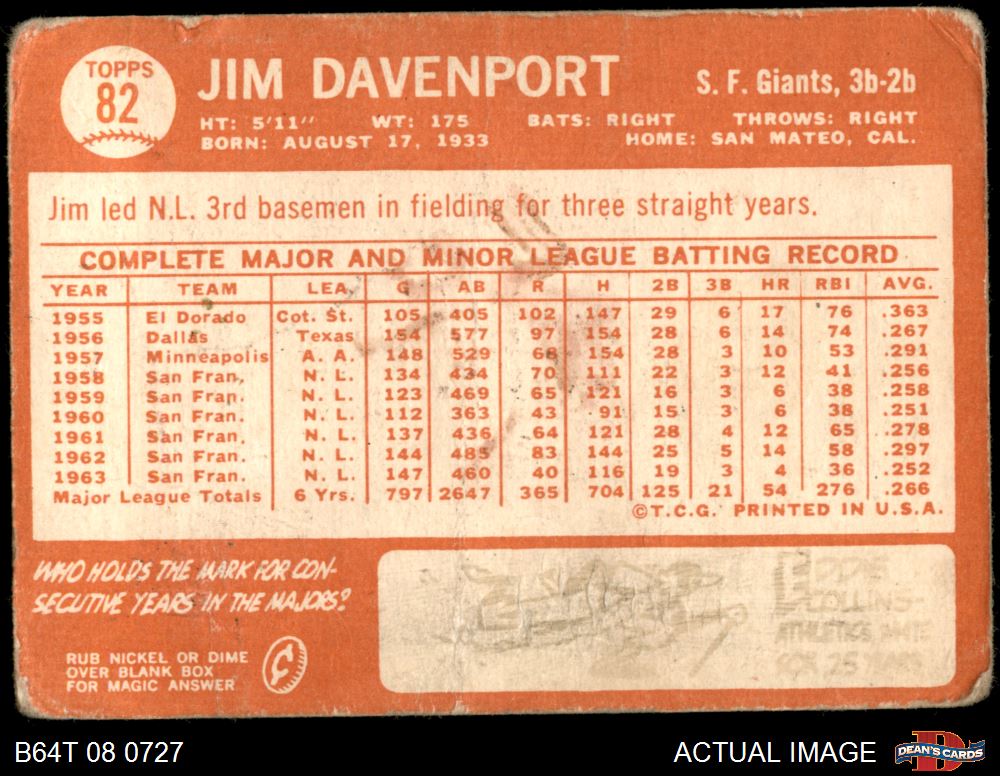 TOPPS
82
JIM DAVENPORT
S. F. Giants, 3b-2b
HT: 5'11" WT: 175 BATS: RIGHT THROWS: RIGHT
BORN: AUGUST 17, 1933 HOME: SAN MATEO, CAL.
Jim led N.L. 3rd basemen in fielding for three straight years.
COMPLETE MAJOR AND MINOR LEAGUE BATTING RECORD
YEAR TEAM LEA. G AB R H 2B 3B HR RBI AVG.
1955 El Dorado Cot. St. 105 405 102 147 29 6 17 76 .363
1956 Dallas Texas 154 577 97 154 28 6 14 74 .267
1957 Minneapolis A. A. 148 529 68 154 28 3 10 53 .291
1958 San Fran. N. L. 134 434 70 111 22 3 12 41 .256
1959 San Fran. N. L. 123 469 65 121 16 3 6 38 .258
1960 San Fran. N. L. 112 363 43 91 15 3 6 38 .251
1961 San Fran. N. L. 137 436 64 121 28 4 12 65 .278
1962 San Fran. N. L. 144 485 83 144 25 5 14 58 .297
1963 San Fran. N. L. 147 460 40 116 19 3 4 36 .252
Major League Totals 6 Yrs. 797 2647 365 704 125 21 54 276 .266
©T.C.G. PRINTED IN U.S.A.
WHO HOLDS THE MARK FOR CON-
SECUTIVE YEARS IN THE MAJORS?
RUB NICKEL OR DIME
OVER BLANK BOX
FOR MAGIC ANSWER
EDDIE
COLLINS-
ATHLETICS, WHITE
25
B64T 08 0727
ACTUAL IMAGE
DEAN'S CARDS